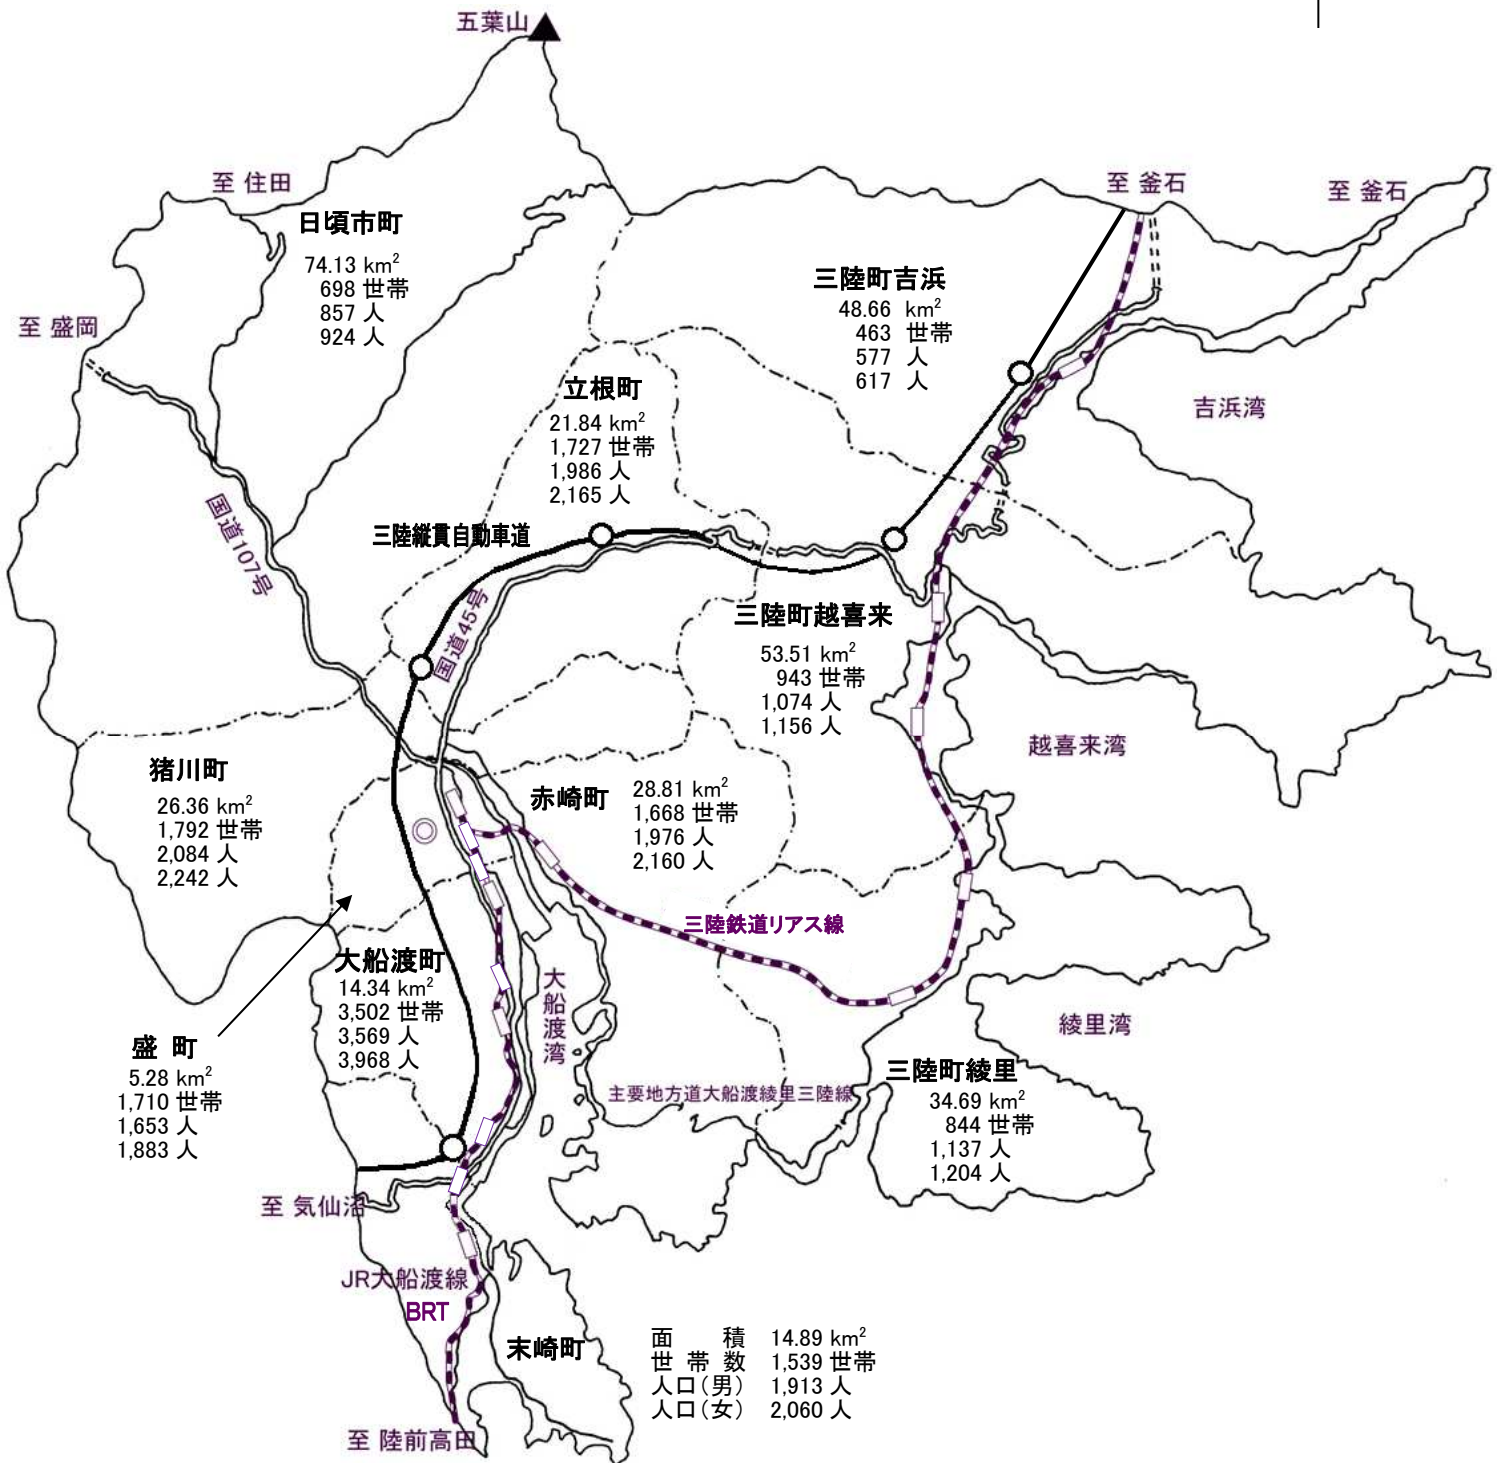 五葉山
至 住田
至 釜石
至 釜石
日頃市町
74.13 km²
698 世帯
857 人
924 人
三陸町吉浜
48.66 km²
463 世帯
577 人
617 人
至 盛岡
立根町
21.84 km²
1,727 世帯
1,986 人
2,165 人
吉浜湾
国道107号
三陸縦貫自動車道
国道45号
三陸町越喜来
53.51 km²
943 世帯
1,074 人
1,156 人
越喜来湾
猪川町
26.36 km²
1,792 世帯
2,084 人
2,242 人
赤崎町
28.81 km²
1,668 世帯
1,976 人
2,160 人
三陸鉄道リアス線
大船渡町
14.34 km²
3,502 世帯
3,569 人
3,968 人
大船渡湾
綾里湾
盛 町
5.28 km²
1,710 世帯
1,653 人
1,883 人
主要地方道大船渡綾里三陸線
三陸町綾里
34.69 km²
844 世帯
1,137 人
1,204 人
至 気仙沼
JR大船渡線
BRT
末崎町
面 積 14.89 km²
世 帯 数 1,539 世帯
人口(男) 1,913 人
人口(女) 2,060 人
至 陸前高田